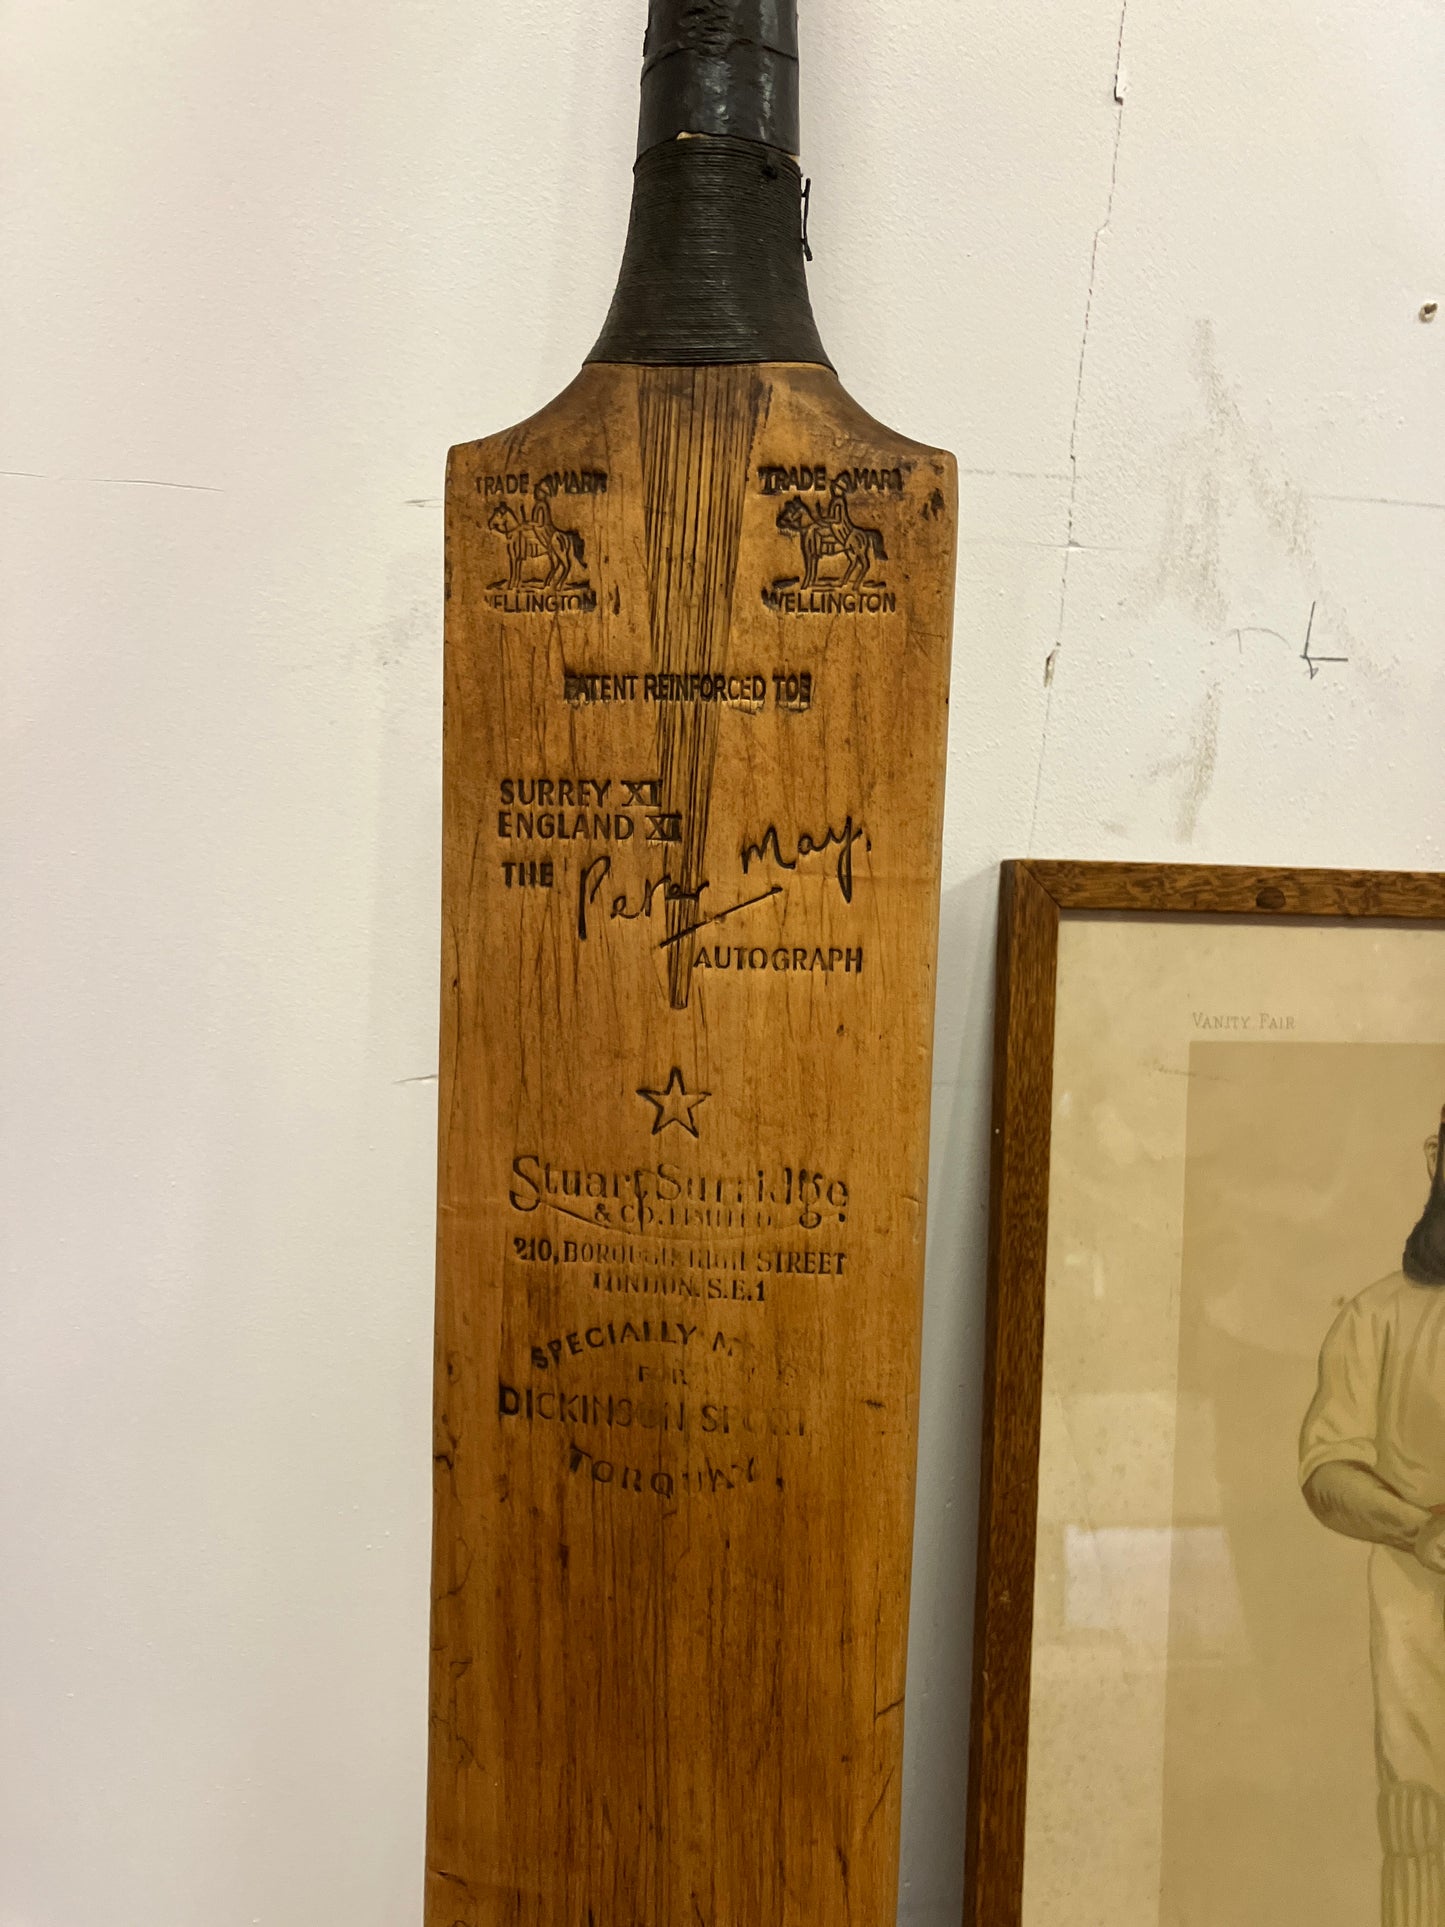 TRADE MARK
WELLINGTON
TRADE MARK
WELLINGTON
PATENT REINFORCED TOE
SURREY XI
ENGLAND XI
THE Peter May
AUTOGRAPH
Stuart Surridge
& CO. LIMITED
210, BOROUGH HIGH STREET
LONDON. S.E.1
SPECIALLY
FOR
DICKINSON SPORT
TORQUAY
VANITY FAIR